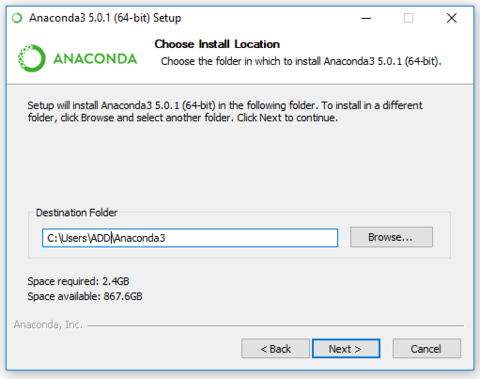 Anaconda3 5.0.1 (64-bit) Setup
ANACONDA
Choose Install Location
Choose the folder in which to install Anaconda3 5.0.1 (64-bit).
Setup will install Anaconda3 5.0.1 (64-bit) in the following folder. To install in a different
folder, click Browse and select another folder. Click Next to continue.
Destination Folder
C:\Users\ADD\Anaconda3
Browse...
Space required: 2.4GB
Space available: 867.6GB
Anaconda, Inc.
< Back
Next >
Cancel